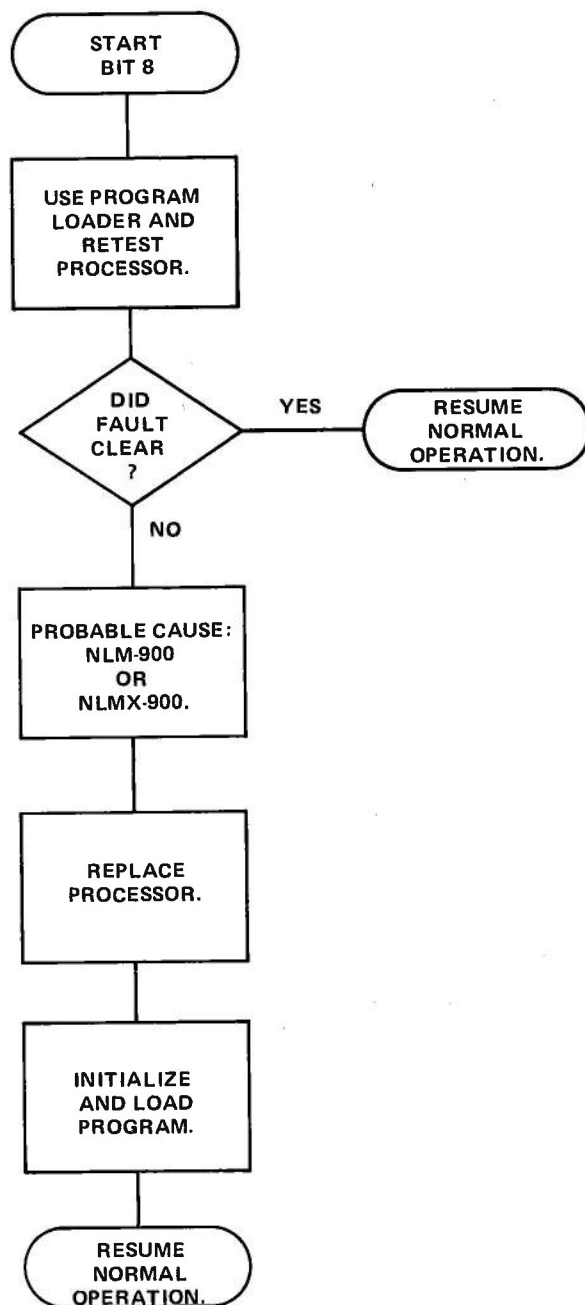 START
BIT 8
USE PROGRAM
LOADER AND
RETEST
PROCESSOR.
DID
FAULT
CLEAR
?
YES
RESUME
NORMAL
OPERATION.
NO
PROBABLE CAUSE:
NLM-900
OR
NLMX-900.
REPLACE
PROCESSOR.
INITIALIZE
AND LOAD
PROGRAM.
RESUME
NORMAL
OPERATION.